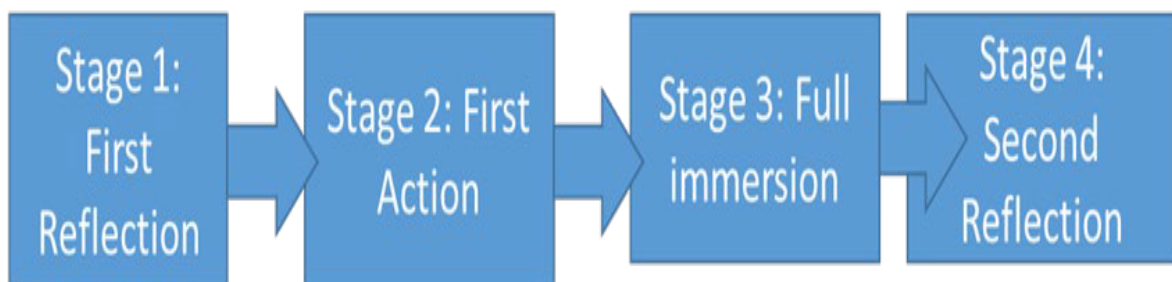 Stage 1:
First
Reflection
Stage 2: First
Action
Stage 3: Full
immersion
Stage 4:
Second
Reflection